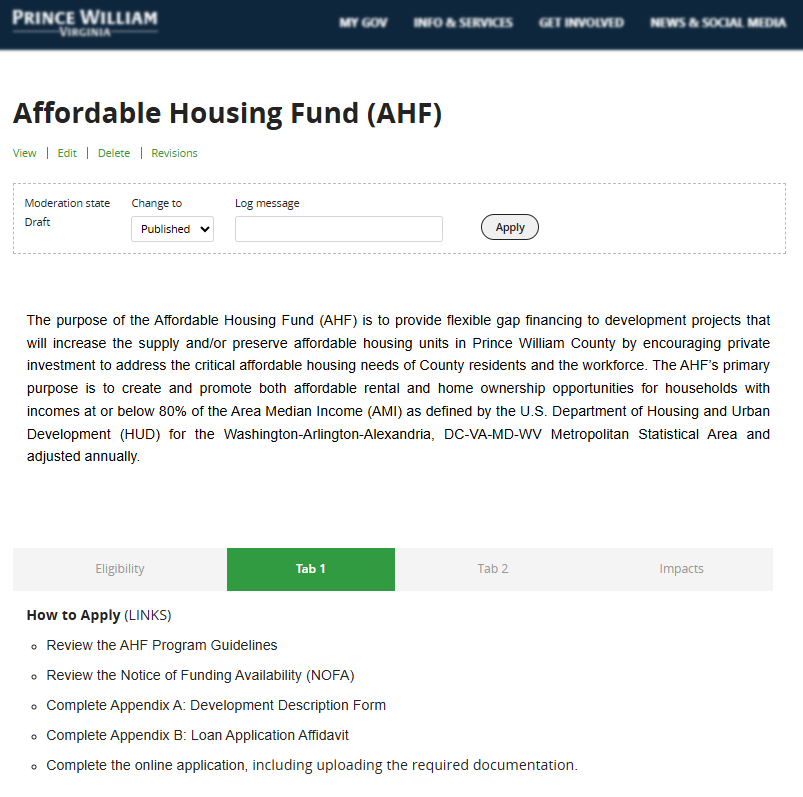 PRINCE WILLIAM
VIRGINIA
MY GOV INFO & SERVICES GET INVOLVED NEWS & SOCIAL MEDIA
Affordable Housing Fund (AHF)
View | Edit | Delete | Revisions
Moderation state Change to Log message
Draft Published Apply
The purpose of the Affordable Housing Fund (AHF) is to provide flexible gap financing to development projects that
will increase the supply and/or preserve affordable housing units in Prince William County by encouraging private
investment to address the critical affordable housing needs of County residents and the workforce. The AHF’s primary
purpose is to create and promote both affordable rental and home ownership opportunities for households with
incomes at or below 80% of the Area Median Income (AMI) as defined by the U.S. Department of Housing and Urban
Development (HUD) for the Washington-Arlington-Alexandria, DC-VA-MD-WV Metropolitan Statistical Area and
adjusted annually.
Eligibility Tab 1 Tab 2 Impacts
How to Apply (LINKS)
Review the AHF Program Guidelines
Review the Notice of Funding Availability (NOFA)
Complete Appendix A: Development Description Form
Complete Appendix B: Loan Application Affidavit
Complete the online application, including uploading the required documentation.